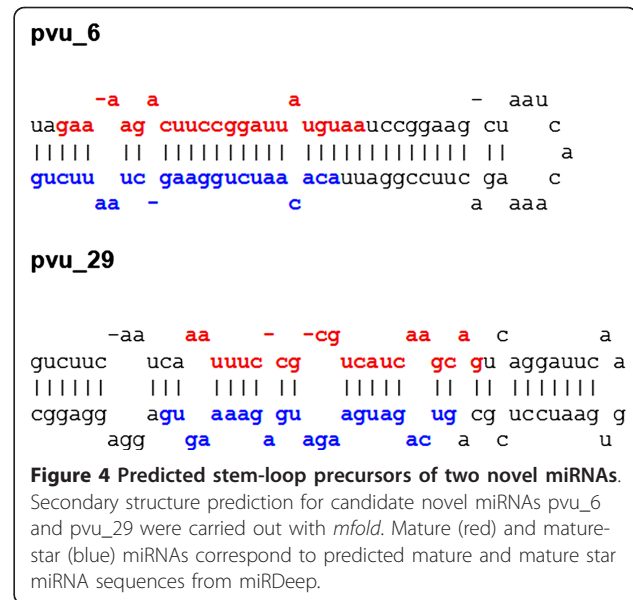 pvu_6
-a a a - aau
uagaa ag cuuccggauu uguaauccggaag cu c
||||| || |||||||||| ||||||||||||| || a
gucuu uc gaaggucuaa acauuaggccuuc ga c
aa - c a aaa
pvu_29
-aa aa - -cg aa a c a
gucuuc uca uuuc cg ucauc gc gu aggauuc a
|||||| ||| |||| || ||||| || || |||||||
cggagg agu aaag gu aguag ug cg uccuaag g
agg ga a aga ac a c u
Figure 4 Predicted stem-loop precursors of two novel miRNAs.
Secondary structure prediction for candidate novel miRNAs pvu_6
and pvu_29 were carried out with mfold. Mature (red) and mature-
star (blue) miRNAs correspond to predicted mature and mature star
miRNA sequences from miRDeep.